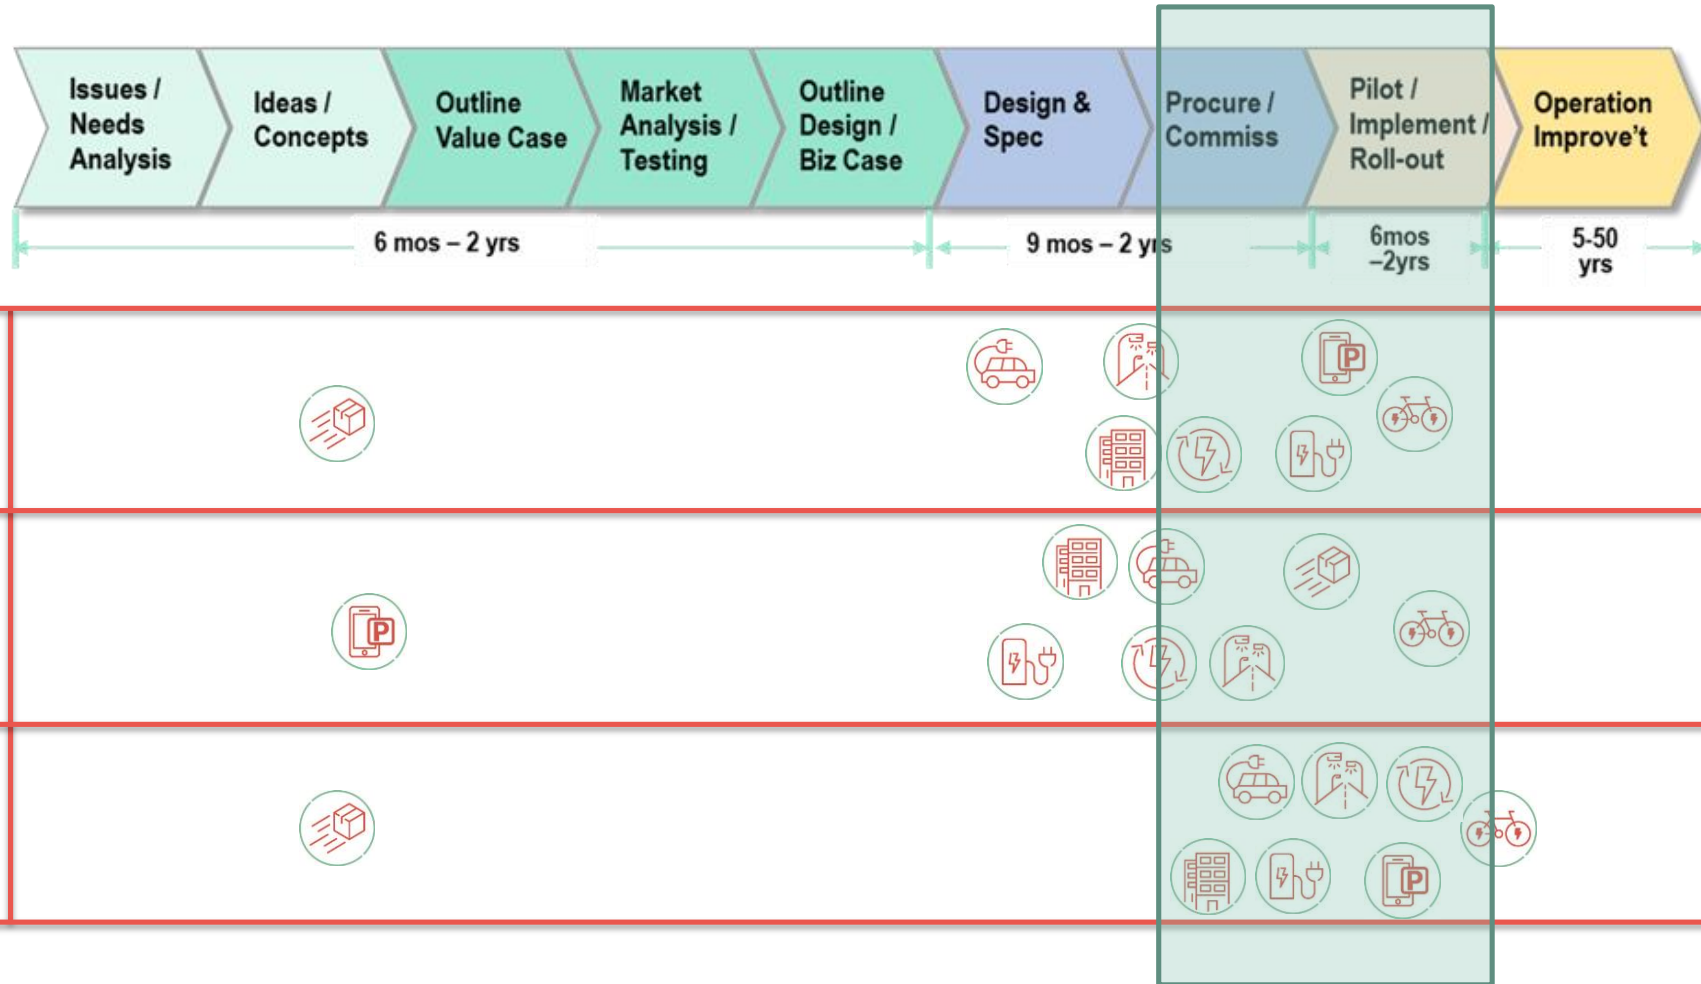 Issues /
Needs
Analysis
Ideas /
Concepts
Outline
Value Case
Market
Analysis /
Testing
Outline
Design /
Biz Case
Design &
Spec
Procure /
Commiss
Pilot /
Implement /
Roll-out
Operation
Improve't
6 mos – 2 yrs
9 mos – 2 yrs
6mos
–2yrs
5-50
yrs
P
P
P